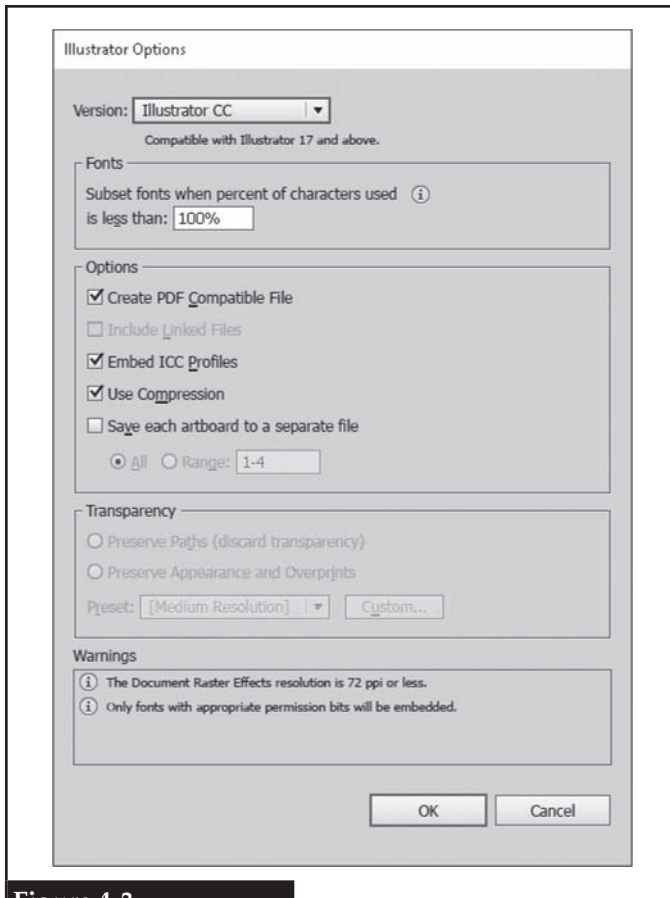 Illustrator Options
Version: Illustrator CC
Compatible with Illustrator 17 and above.
Fonts
Subset fonts when percent of characters used
is less than: 100%
Options
Create PDF Compatible File
Include Linked Files
Embed ICC Profiles
Use Compression
Save each artboard to a separate file
All Range: 1-4
Transparency
Preserve Paths (discard transparency)
Preserve Appearance and Overprints
Preset: [Medium Resolution] Custom...
Warnings
The Document Raster Effects resolution is 72 ppi or less.
Only fonts with appropriate permission bits will be embedded.
OK Cancel